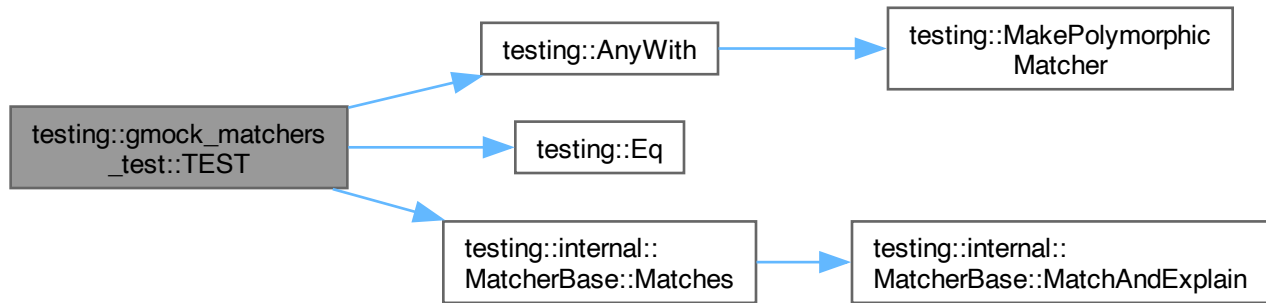 testing::AnyWith
testing::MakePolymorphic
Matcher
testing::gmock_matchers
_test::TEST
testing::Eq
testing::internal::
MatcherBase::Matches
testing::internal::
MatcherBase::MatchAndExplain